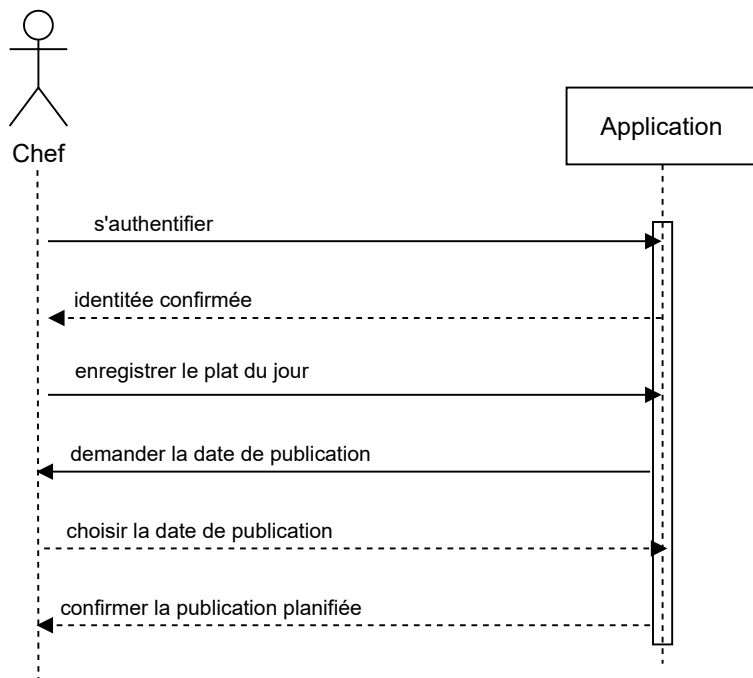 Chef
Application
s'authentifier
identitée confirmée
enregistrer le plat du jour
demander la date de publication
choisir la date de publication
confirmer la publication planifiée